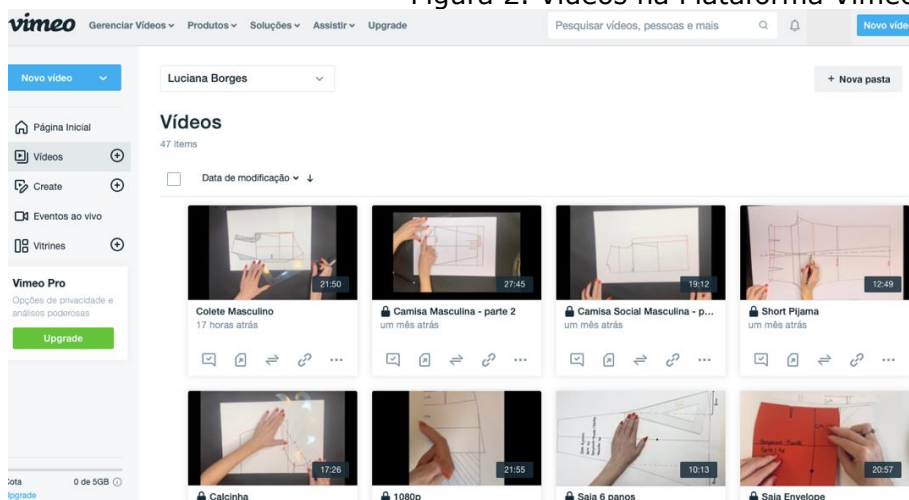 Figura 2: Vídeos na Plataforma Vimeo
vimeo Gerenciar Vídeos Produtos Soluções Assistir Upgrade Pesquisar vídeos, pessoas e mais Novo vídeo
Novo vídeo
Luciana Borges
+ Nova pasta
Página Inicial
Vídeos
47 items
Vídeos
Create
Data de modificação
Eventos ao vivo
Vitrines
Vimeo Pro
Opções de privacidade e
análises poderosas
Upgrade
21:50
27:45
19:12
12:49
Colete Masculino
17 horas atrás
Camisa Masculina - parte 2
um mês atrás
Camisa Social Masculina - p...
um mês atrás
Short Pijama
um mês atrás
17:26
21:55
10:13
20:57
Calcinha
1080p
Saia 6 panos
Saia Envelope
Cota 0 de 5GB
Upgrade